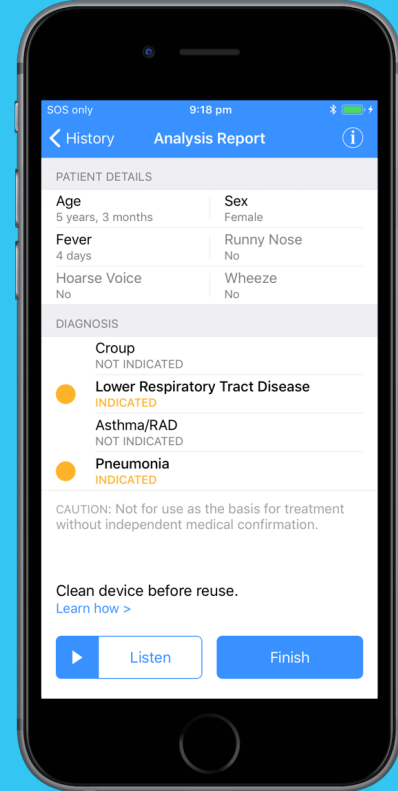 SOS only 9:18 pm
History Analysis Report i
PATIENT DETAILS
Age Sex
5 years, 3 months Female
Fever Runny Nose
4 days No
Hoarse Voice Wheeze
No No
DIAGNOSIS
Croup
NOT INDICATED
Lower Respiratory Tract Disease
INDICATED
Asthma/RAD
NOT INDICATED
Pneumonia
INDICATED
CAUTION: Not for use as the basis for treatment
without independent medical confirmation.
Clean device before reuse.
Learn how >
Listen Finish